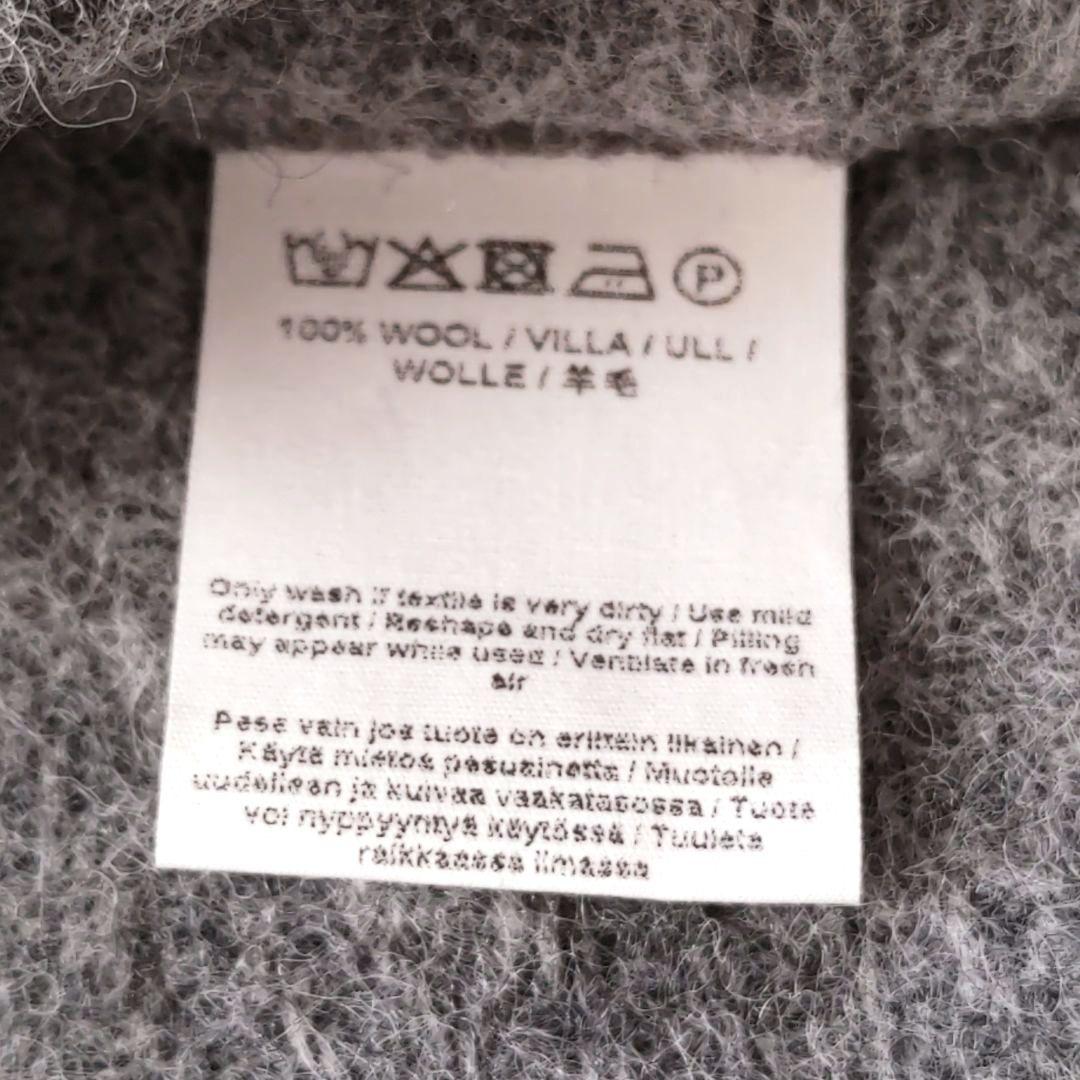 P
100% WOOL / VILLA / ULL /
WOLLE / 羊毛
Only wash if textile is very dirty / Use mild
detergent / Reshape and dry flat / Pilling
may appear while used / Ventilate in fresh
air
Pese vain jos tuote on erittäin likainen /
Käytä mietoa pesuainetta / Muotoile
uudelleen ja kuivaa vaakatasossa / Tuote
voi nyppyyntyä käytössä / Tuuleta
raikkaassa ilmassa